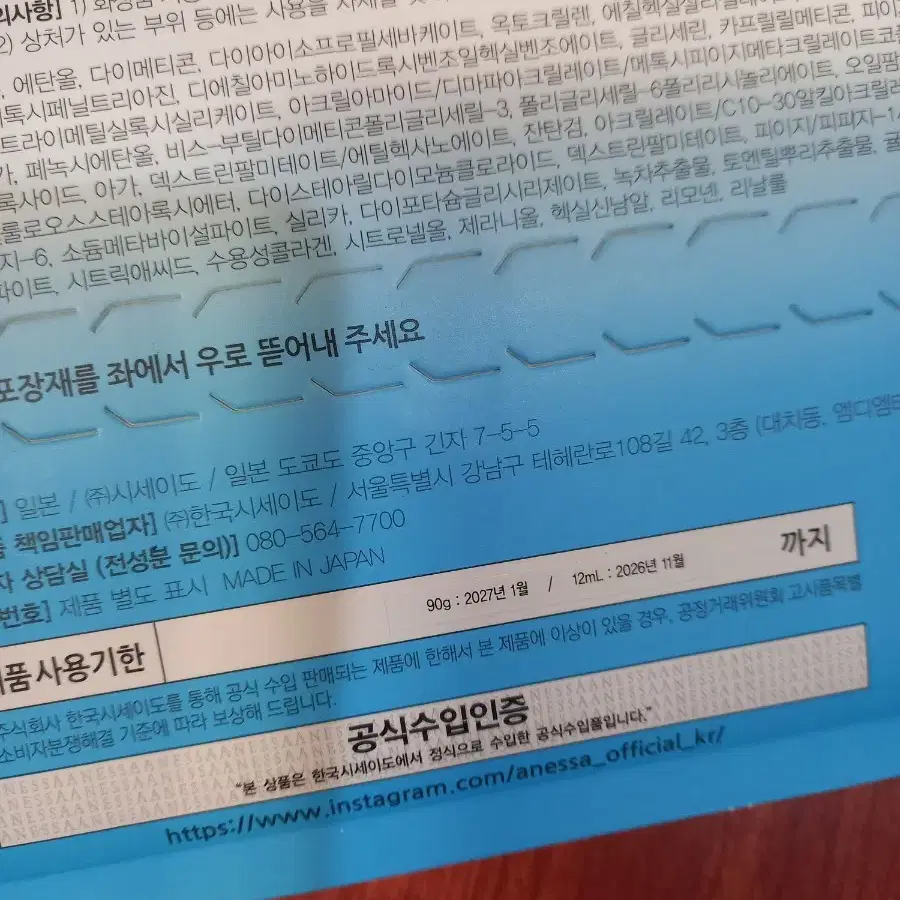 의사항] 1) 화장품 사용
2) 상처가 있는 부위 등에는 사용을 자제할
에탄올, 다이메티콘, 다이아이소프로필세바케이트, 옥토크릴렌, 에칠헥실살리실레이트
톡시페닐트리아진, 디에칠아미노하이드록시벤조일헥실벤조에이트, 글리세린, 카프릴릴메티콘, 피이
트라이메틸실록시실리케이트, 아크릴아마이드/디마파아크릴레이트/메톡시피이지메타크릴레이트코폴
카, 페녹시에탄올, 비스-부틸다이메티콘폴리글리세릴-3, 폴리글리세릴-6폴리리시놀리에이트, 오일팜
록사이드, 아가, 덱스트린팔미테이트/에틸헥사노에이트, 잔탄검, 아크릴레이트/C10-30알킬아크릴레
룰로오스스테아록시에터, 다이스테아릴다이모늄클로라이드, 덱스트린팔미테이트, 피이지/피피지-14
지-6, 소듐메타바이설파이트, 실리카, 다이포타슘글리시리제이트, 녹차추출물, 토멘틸뿌리추출물, 귤
파이트, 시트릭애씨드, 수용성콜라겐, 시트로넬올, 제라니올, 헥실신남알, 리모넨, 리날룰
포장재를 좌에서 우로 뜯어내 주세요
] 일본 / ㈜시세이도 / 일본 도쿄도 중앙구 긴자 7-5-5
품 책임판매업자] ㈜한국시세이도 / 서울특별시 강남구 테헤란로108길 42, 3층 (대치동, 엠디엠타
자 상담실 (전성분 문의)] 080-564-7700
번호] 제품 별도 표시 MADE IN JAPAN
제품 사용기한 90g : 2027년 1월 / 12mL : 2026년 11월 까지
주식회사 한국시세이도를 통해 공식 수입 판매되는 제품에 한해서 본 제품에 이상이 있을 경우, 공정거래위원회 고시품목별
소비자분쟁해결 기준에 따라 보상해 드립니다.
공식수입인증
"본 상품은 한국시세이도에서 정식으로 수입한 공식수입품입니다."
https://www.instagram.com/anessa_official_kr/